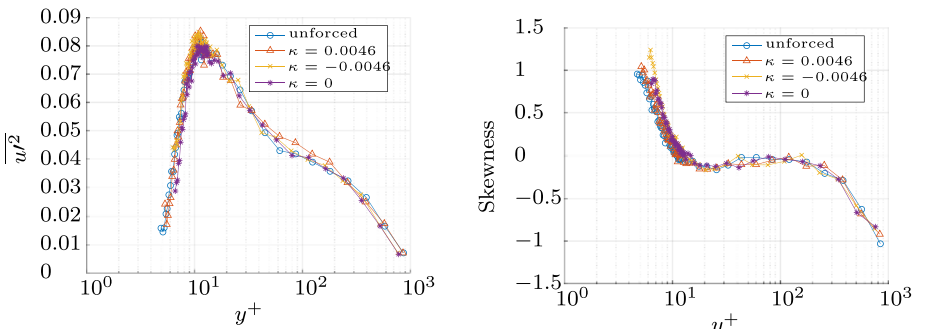 0.09
0.08
0.07
0.06
0.05
0.04
0.03
0.02
0.01
0
10^0
10^1
10^2
10^3
y^+
\overline{u'^2}
unforced
κ = 0.0046
κ = −0.0046
κ = 0
1.5
1
0.5
0
−0.5
−1
−1.5
10^0
10^1
10^2
10^3
Skewness
unforced
κ = 0.0046
κ = −0.0046
κ = 0